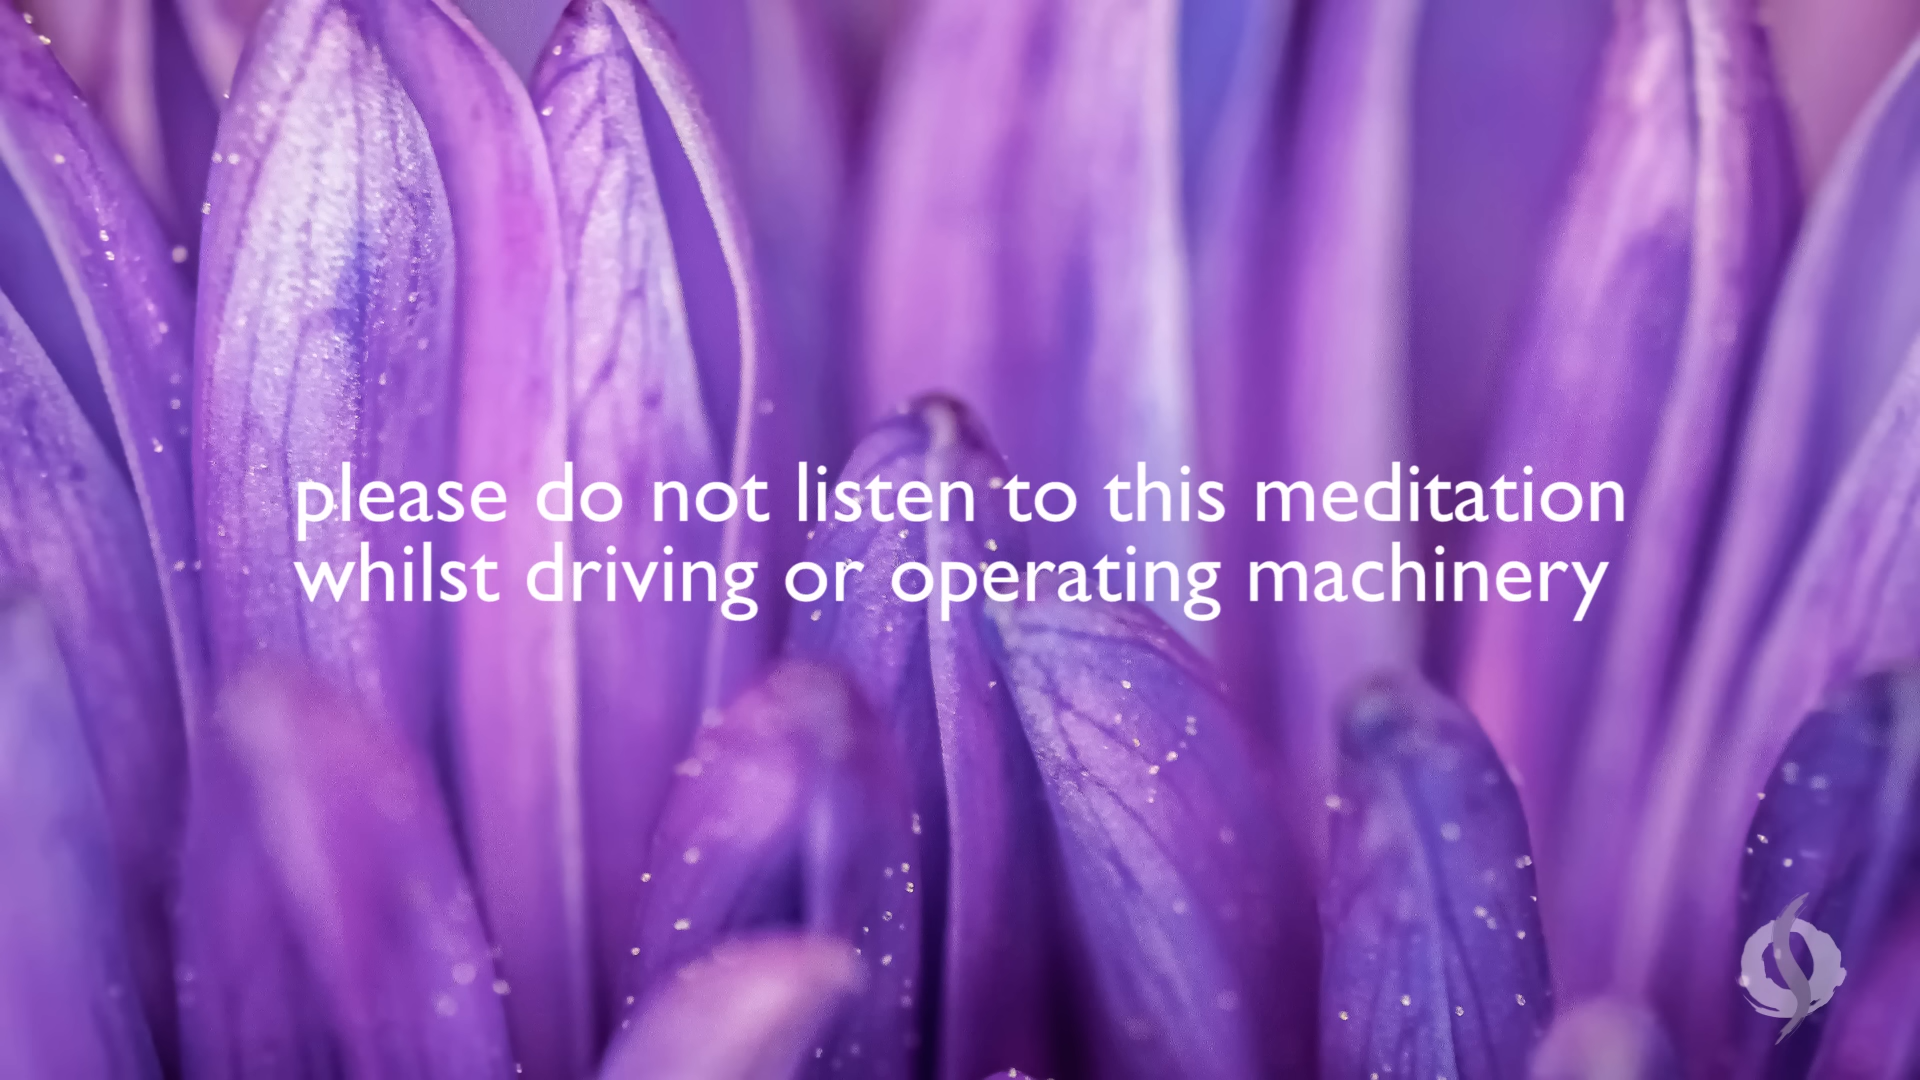 please do not listen to this meditation
whilst driving or operating machinery